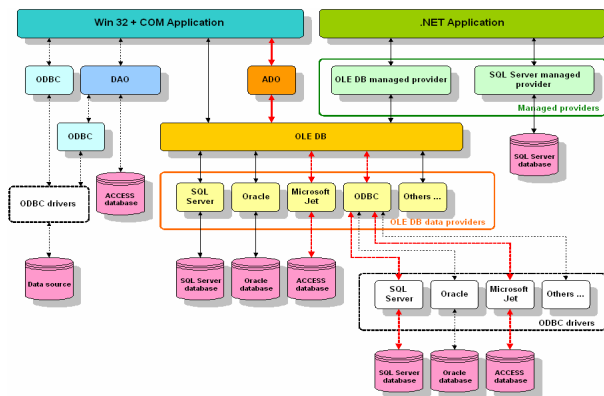 Win 32 + COM Application
.NET Application
ODBC
DAO
ADO
OLE DB managed provider
SQL Server managed
provider
Managed providers
ODBC
OLE DB
SQL Server
database
ODBC drivers
ACCESS
database
SQL
Server
Oracle
Microsoft
Jet
ODBC
Others ...
OLE DB data providers
Data source
SQL Server
database
Oracle
database
ACCESS
database
SQL
Server
Oracle
Microsoft
Jet
Others ...
ODBC drivers
SQL Server
database
Oracle
database
ACCESS
database